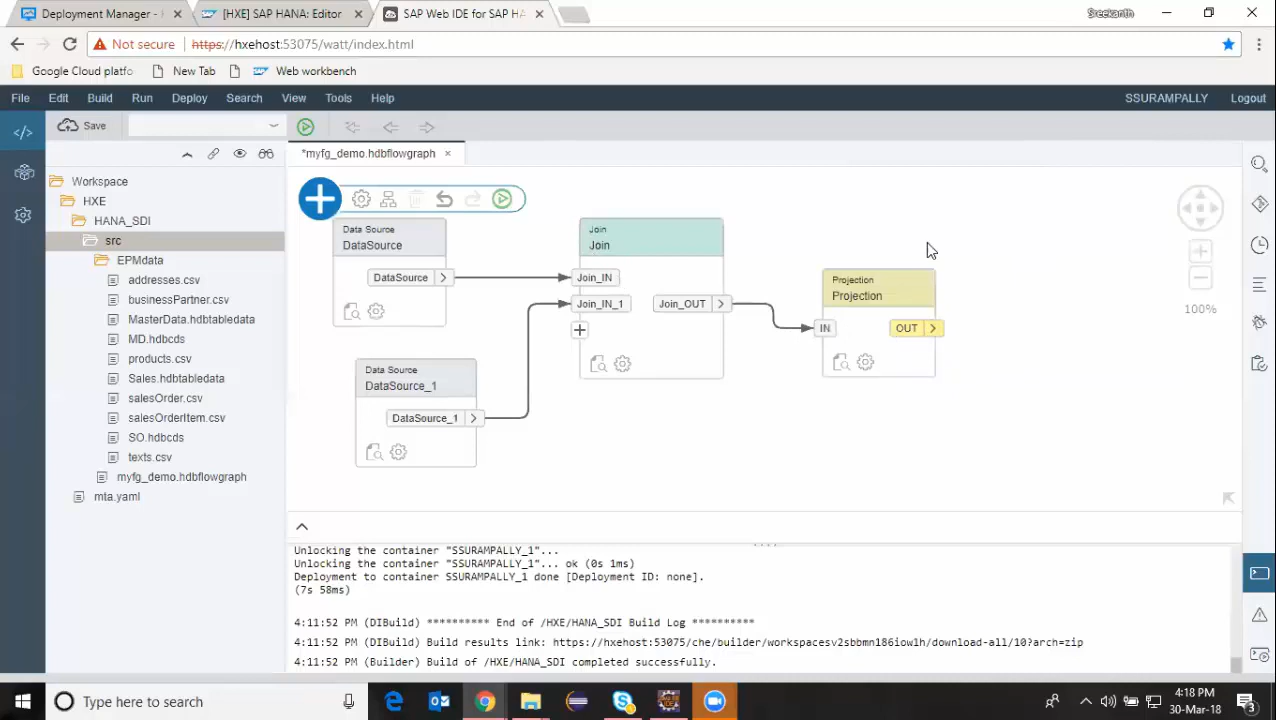 Deployment Manager - 
[HXE] SAP HANA: Editor
SAP Web IDE for SAP HA
Sreekanth
Not secure
https://hxehost:53075/watt/index.html
Google Cloud platfo
New Tab
Web workbench
File
Edit
Build
Run
Deploy
Search
View
Tools
Help
SSURAMPALLY
Logout
Save
*myfg_demo.hdbflowgraph
Workspace
HXE
HANA_SDI
src
EPMdata
addresses.csv
businessPartner.csv
MasterData.hdbtabledata
MD.hdbcds
products.csv
Sales.hdbtabledata
salesOrder.csv
salesOrderItem.csv
SO.hdbcds
texts.csv
myfg_demo.hdbflowgraph
mta.yaml
Data Source
DataSource
DataSource
Data Source
DataSource_1
DataSource_1
Join
Join
Join_IN
Join_IN_1
Join_OUT
Projection
Projection
IN
OUT
100%
Unlocking the container "SSURAMPALLY_1"...
Unlocking the container "SSURAMPALLY_1"... ok (0s 1ms)
Deployment to container SSURAMPALLY_1 done [Deployment ID: none].
(7s 58ms)
4:11:52 PM (DIBuild) ********** End of /HXE/HANA_SDI Build Log **********
4:11:52 PM (DIBuild) Build results link: https://hxehost:53075/che/builder/workspacesv2sbbmn186iowlh/download-all/10?arch=zip
4:11:52 PM (Builder) Build of /HXE/HANA_SDI completed successfully.
Type here to search
4:18 PM
30-Mar-18
3